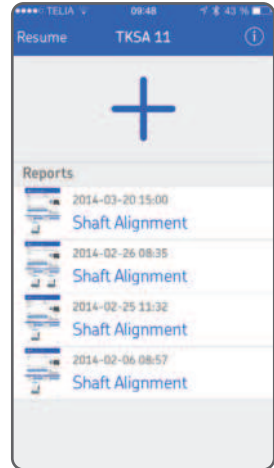 TELIA 09:48 43 %
Resume TKSA 11
Reports
2014-03-20 15:00
Shaft Alignment
2014-02-26 08:35
Shaft Alignment
2014-02-25 11:32
Shaft Alignment
2014-02-06 08:57
Shaft Alignment